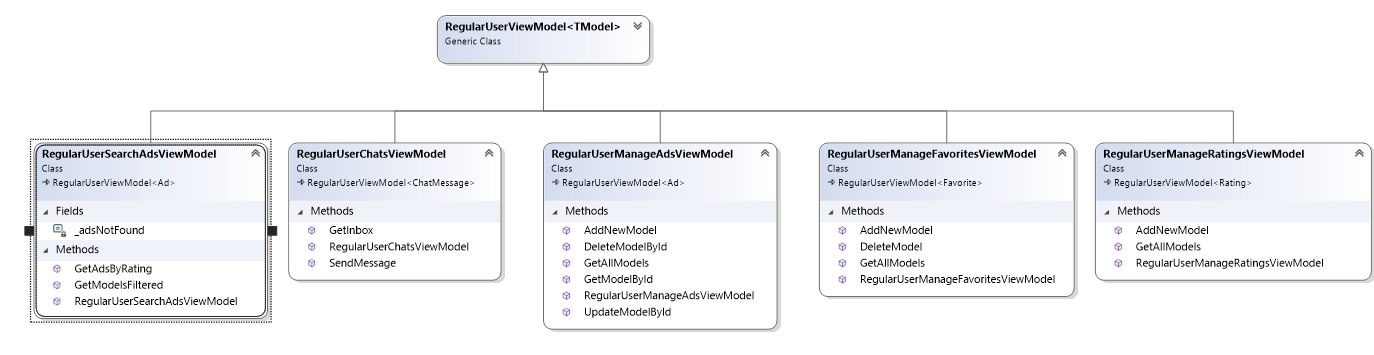 RegularUserViewModel<TModel>
Generic Class
RegularUserSearchAdsViewModel
Class
RegularUserViewModel<Ad>
Fields
_adsNotFound
Methods
GetAdsByRating
GetModelsFiltered
RegularUserSearchAdsViewModel
RegularUserChatsViewModel
Class
RegularUserViewModel<ChatMessage>
Methods
GetInbox
RegularUserChatsViewModel
SendMessage
RegularUserManageAdsViewModel
Class
RegularUserViewModel<Ad>
Methods
AddNewModel
DeleteModelById
GetAllModels
GetModelById
RegularUserManageAdsViewModel
UpdateModelById
RegularUserManageFavoritesViewModel
Class
RegularUserViewModel<Favorite>
Methods
AddNewModel
DeleteModel
GetAllModels
RegularUserManageFavoritesViewModel
RegularUserManageRatingsViewModel
Class
RegularUserViewModel<Rating>
Methods
AddNewModel
GetAllModels
RegularUserManageRatingsViewModel